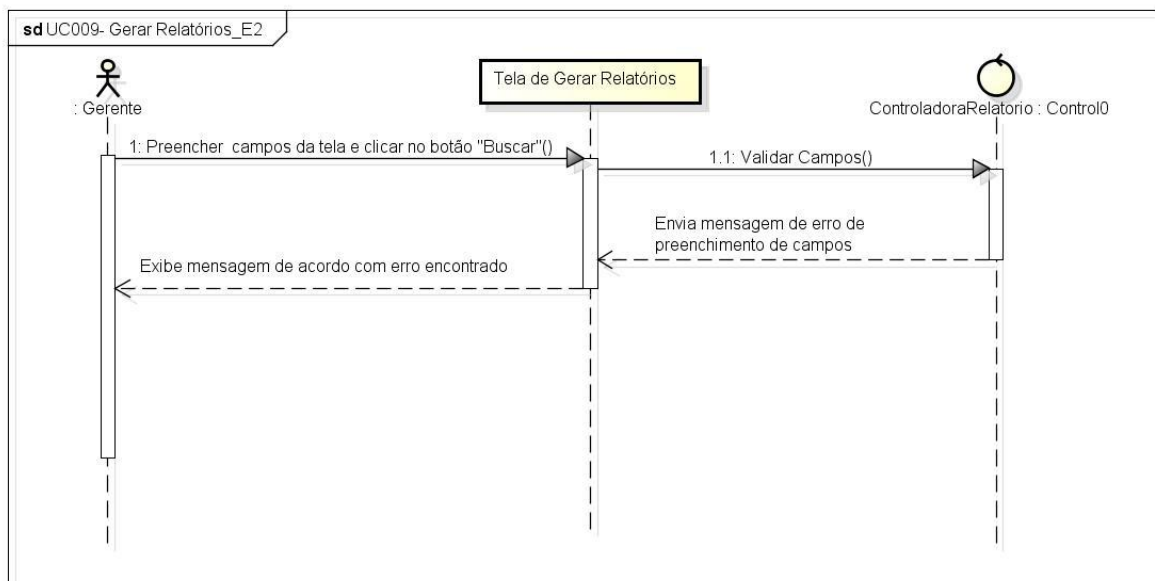 sd UC009- Gerar Relatórios_E2
: Gerente
Tela de Gerar Relatórios
ControladoraRelatorio : Control0
1: Preencher campos da tela e clicar no botão "Buscar"()
1.1: Validar Campos()
Envia mensagem de erro de
preenchimento de campos
Exibe mensagem de acordo com erro encontrado